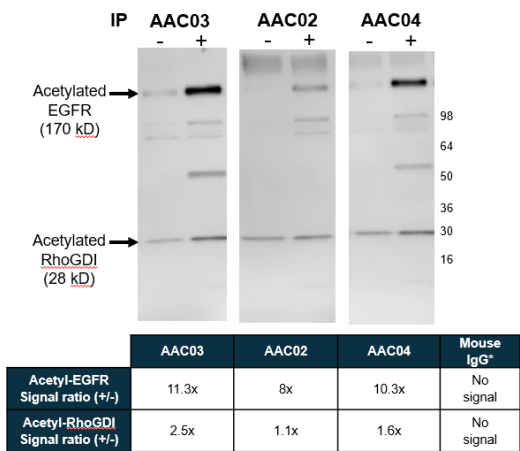 IP AAC03 AAC02 AAC04
- + - + - +
Acetylated
EGFR
(170 kD)
98
64
50
36
30
16
Acetylated
RhoGDI
(28 kD)
AAC03 AAC02 AAC04 Mouse IgG*
Acetyl-EGFR Signal ratio (+/-) 11.3x 8x 10.3x No signal
Acetyl-RhoGDI Signal ratio (+/-) 2.5x 1.1x 1.6x No signal